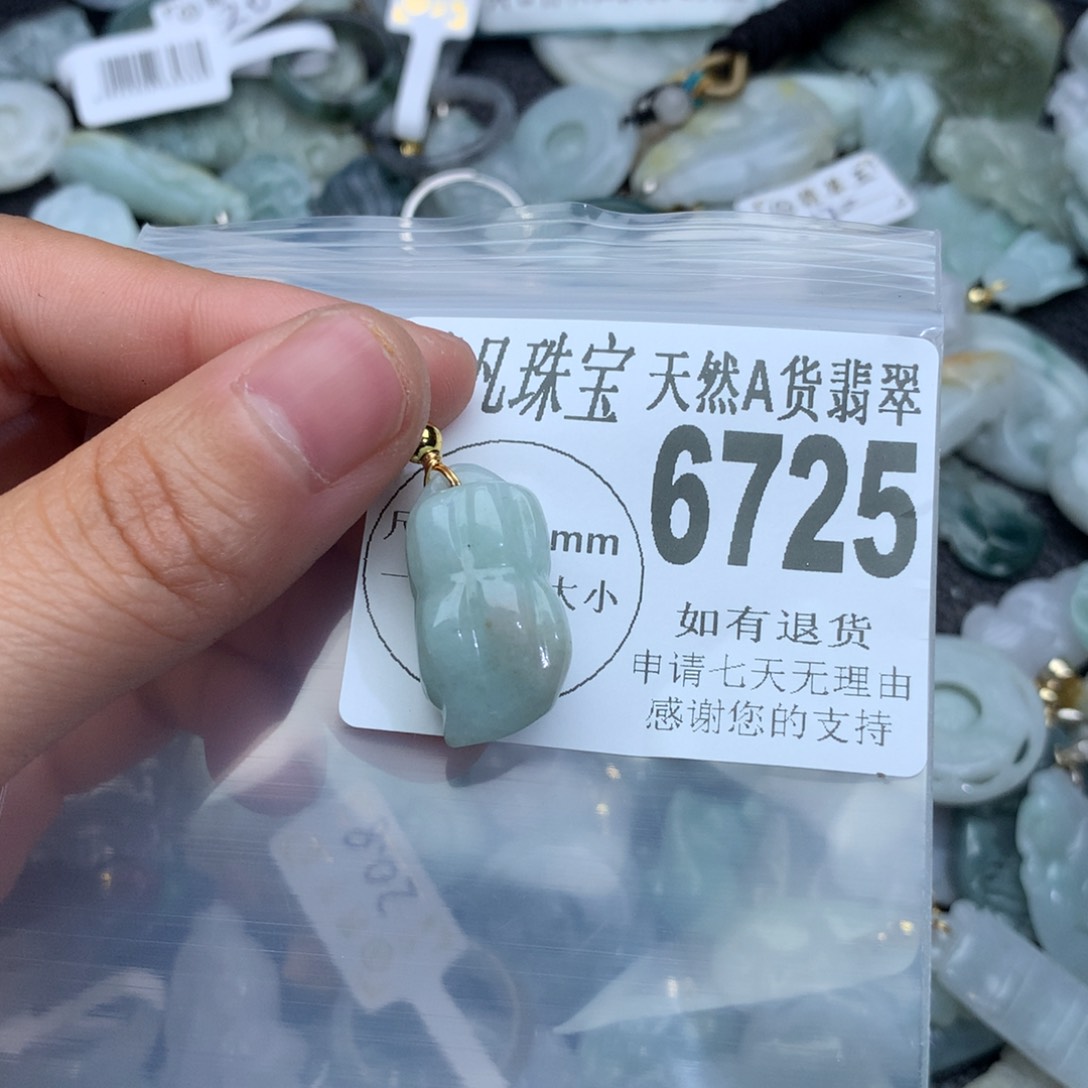 凡珠宝 天然A货翡翠
6725
mm
大小
如有退货
申请七天无理由
感谢您的支持